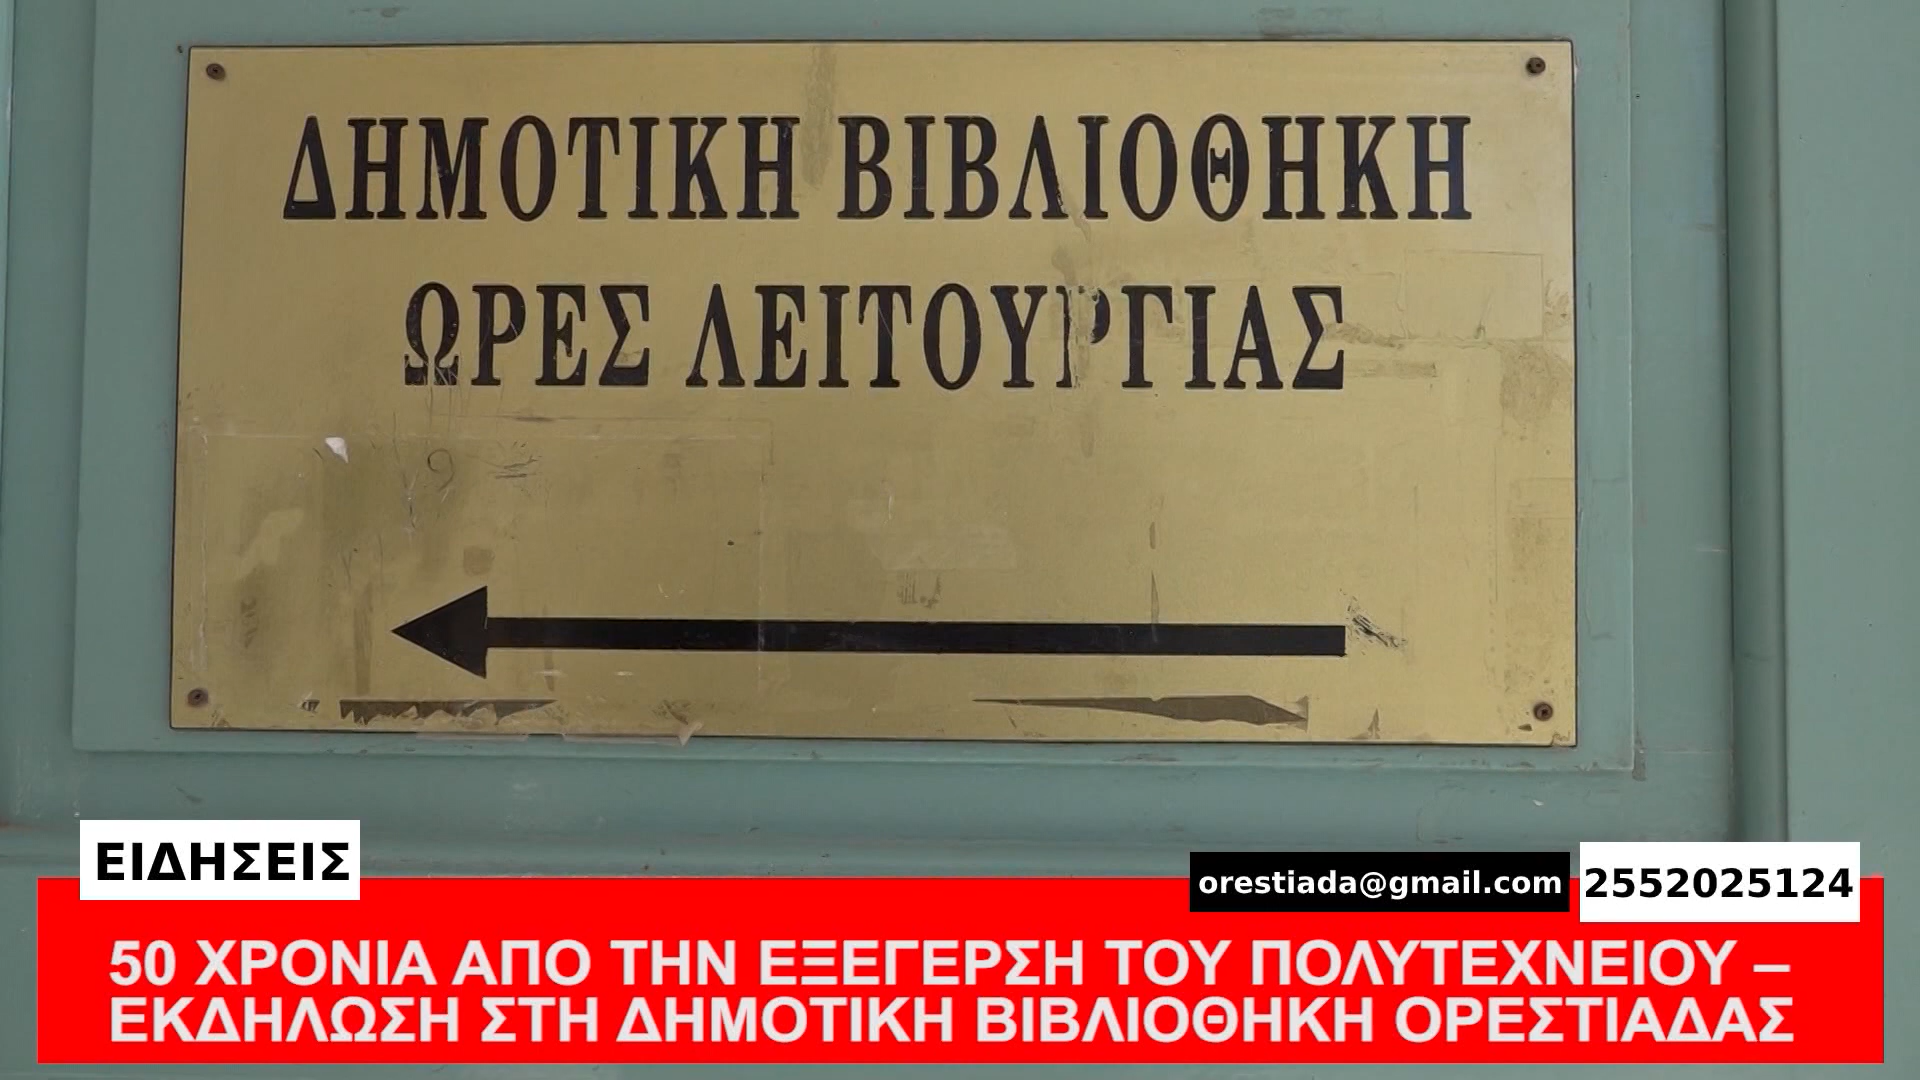 ΔΗΜΟΤΙΚΗ ΒΙΒΛΙΟΘΗΚΗ
ΩΡΕΣ ΛΕΙΤΟΥΡΓΙΑΣ
ΕΙΔΗΣΕΙΣ
orestiada@gmail.com
2552025124
50 ΧΡΟΝΙΑ ΑΠΟ ΤΗΝ ΕΞΕΓΕΡΣΗ ΤΟΥ ΠΟΛΥΤΕΧΝΕΙΟΥ –
ΕΚΔΗΛΩΣΗ ΣΤΗ ΔΗΜΟΤΙΚΗ ΒΙΒΛΙΟΘΗΚΗ ΟΡΕΣΤΙΑΔΑΣ